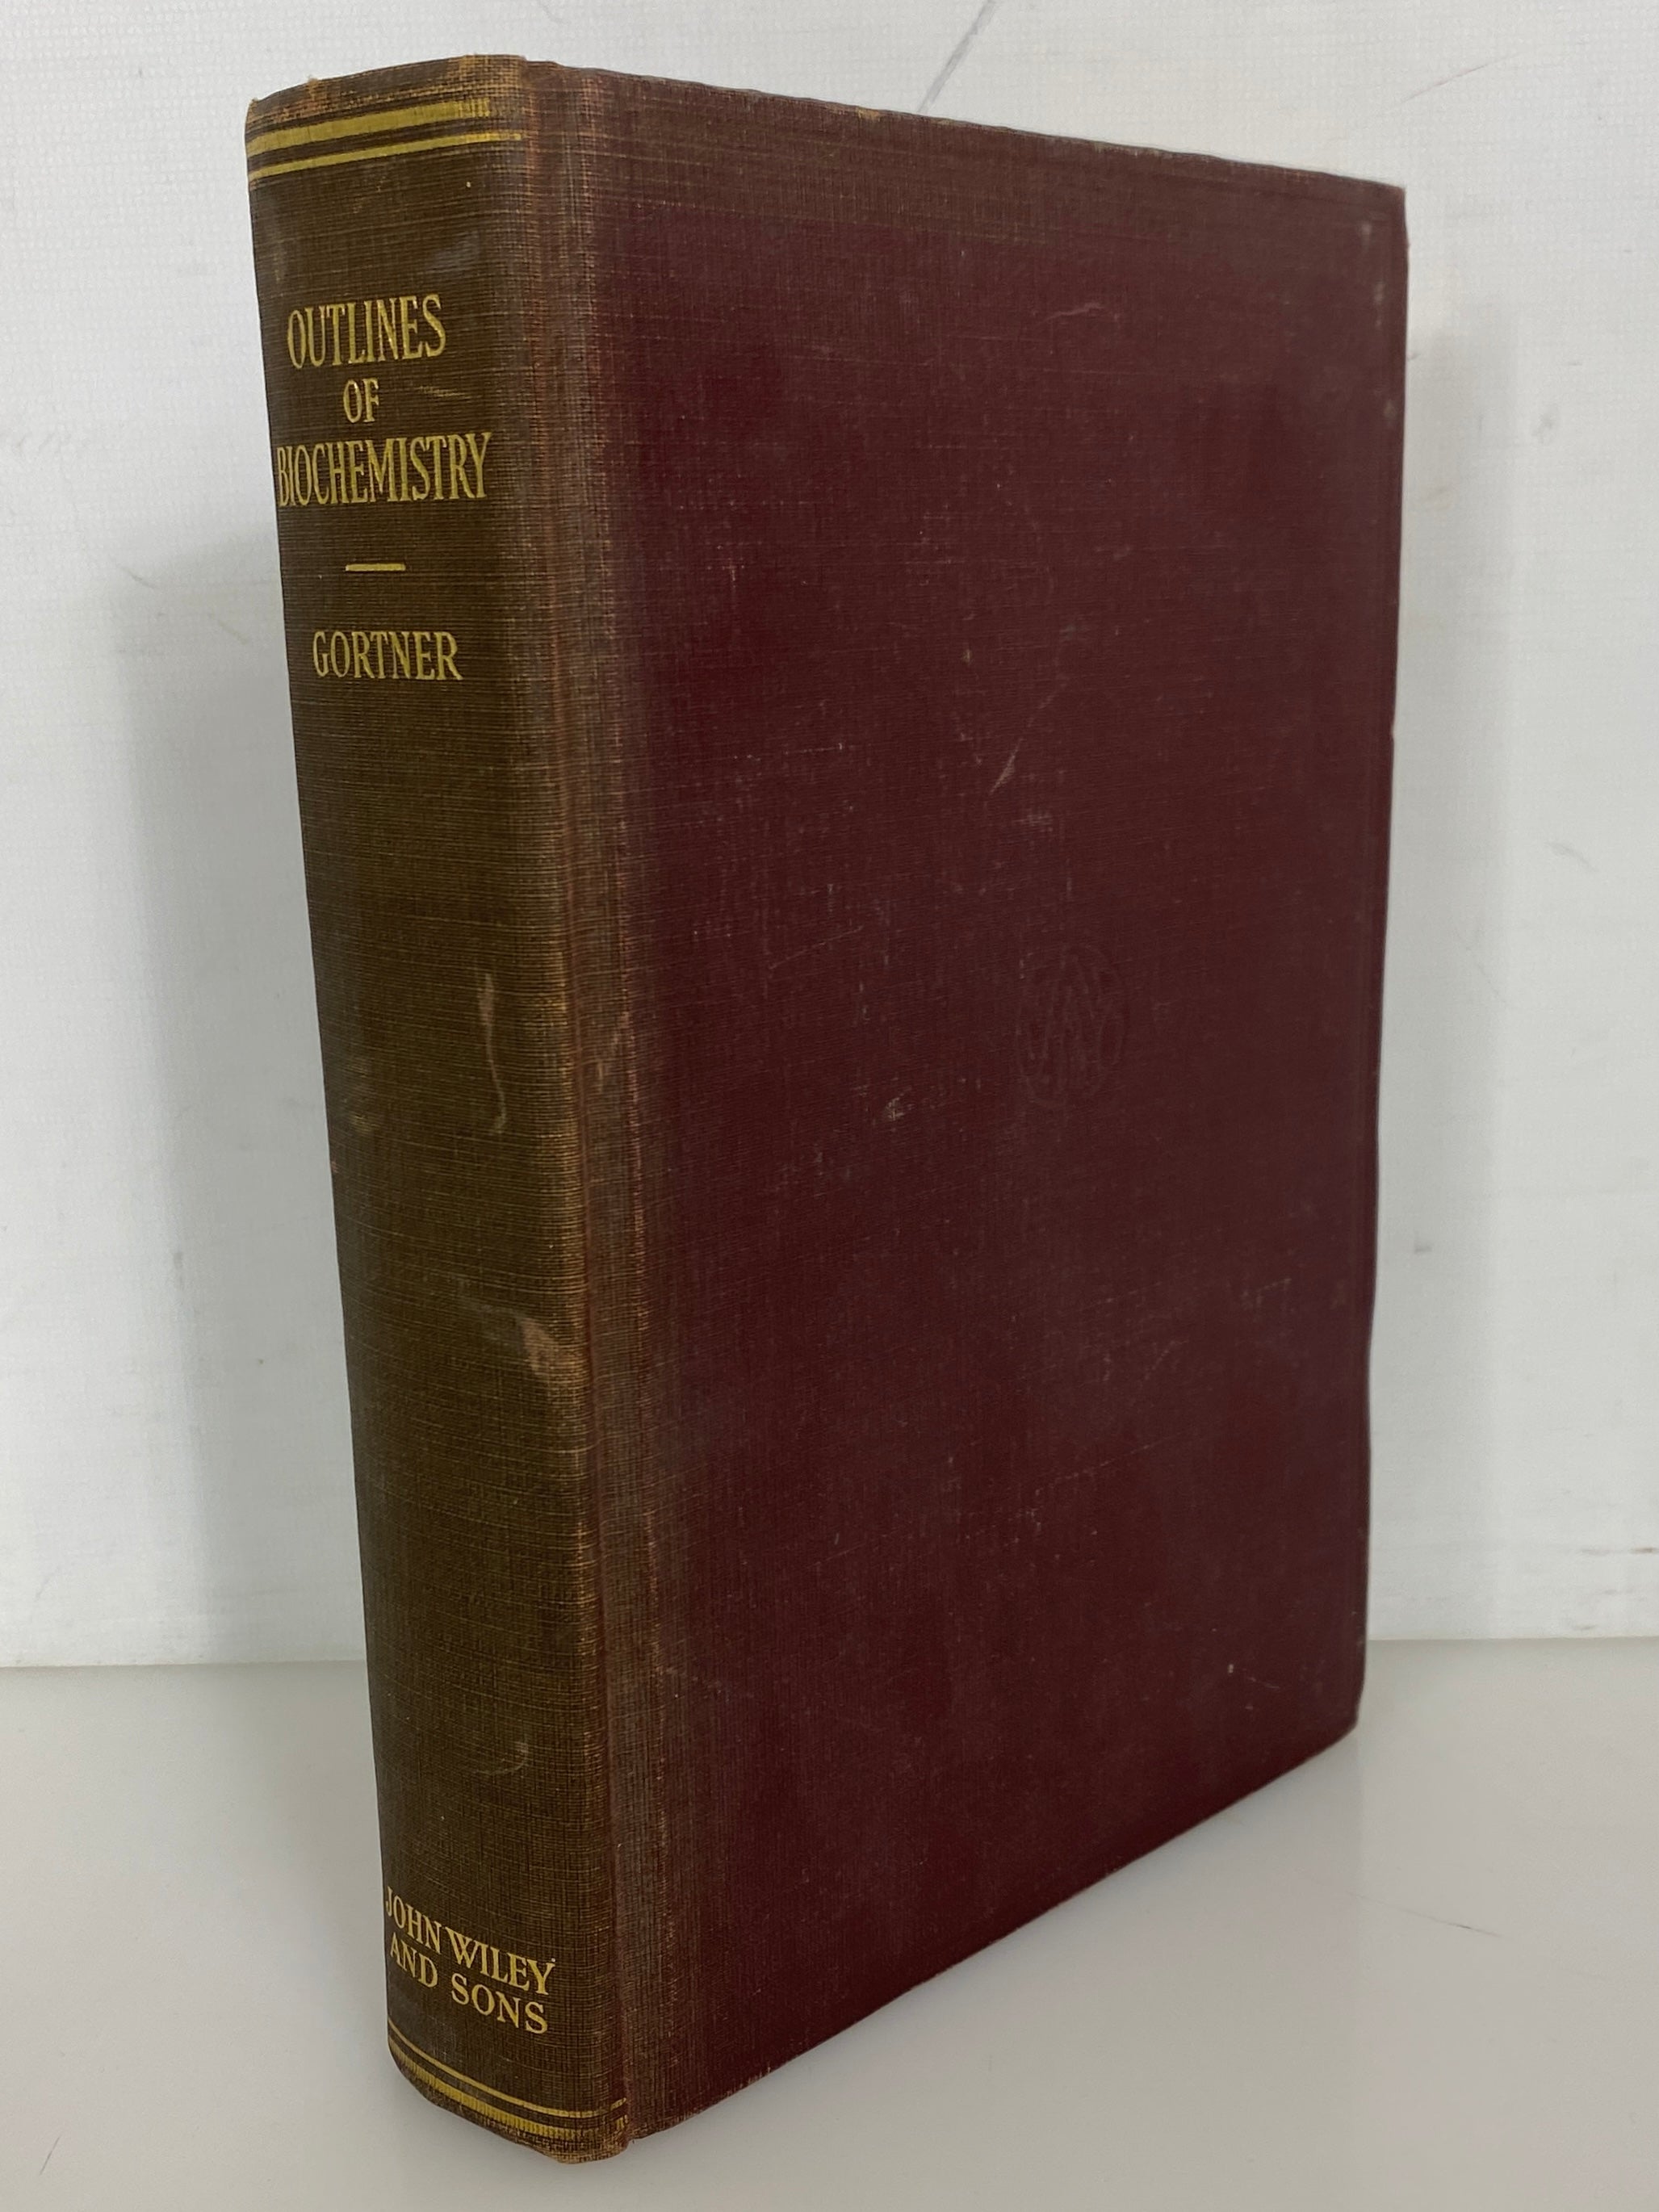 OUTLINES
OF
BIOCHEMISTRY
GORTNER
JOHN WILEY
AND SONS